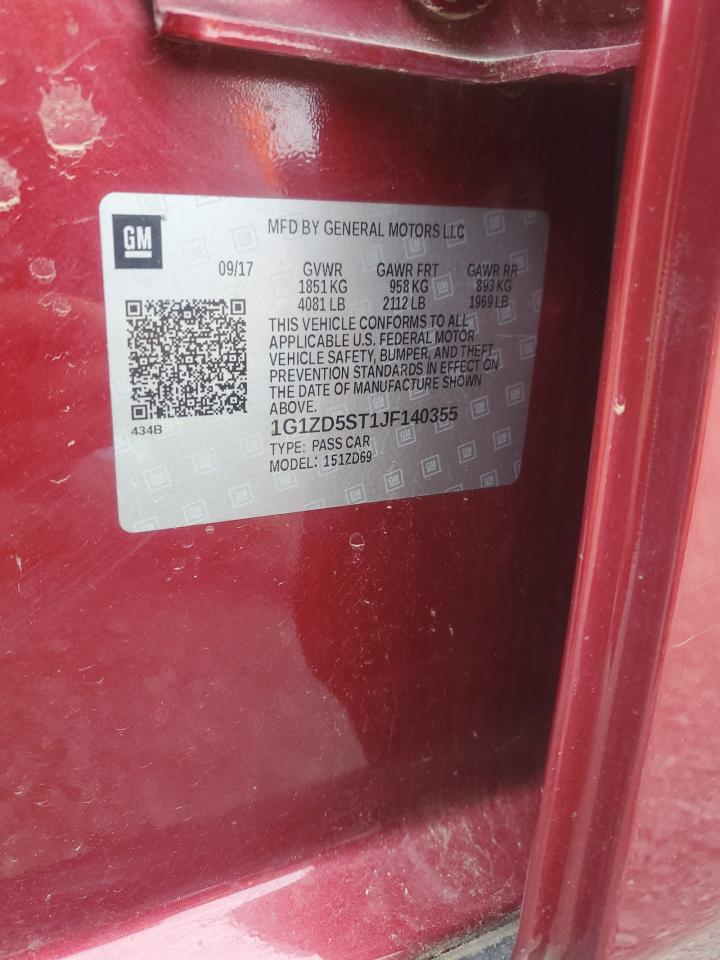 GM
MFD BY GENERAL MOTORS LLC
09/17 GVWR GAWR FRT GAWR RR
1851 KG 958 KG 893 KG
4081 LB 2112 LB 1969 LB
THIS VEHICLE CONFORMS TO ALL
APPLICABLE U.S. FEDERAL MOTOR
VEHICLE SAFETY, BUMPER, AND THEFT
PREVENTION STANDARDS IN EFFECT ON
THE DATE OF MANUFACTURE SHOWN
ABOVE.
434B
1G1ZD5ST1JF140355
TYPE: PASS CAR
MODEL: 151ZD69